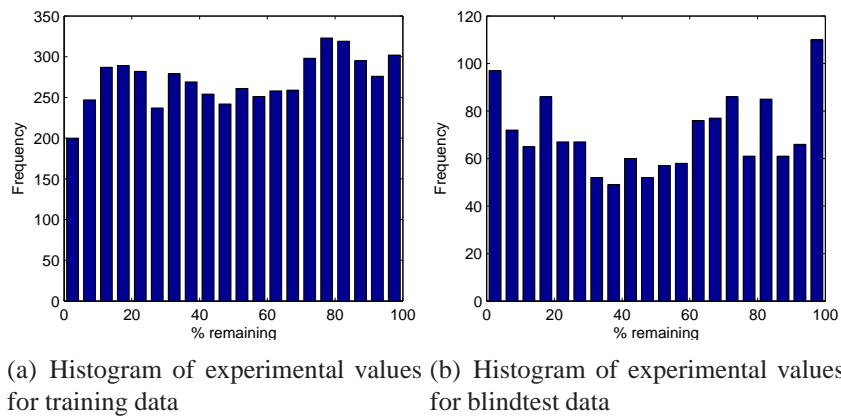 350
300
250
200
150
100
50
0
Frequency
0 20 40 60 80 100
% remaining
120
100
80
60
40
20
0
Frequency
0 20 40 60 80 100
% remaining
(a) Histogram of experimental values
for training data
(b) Histogram of experimental values
for blindtest data